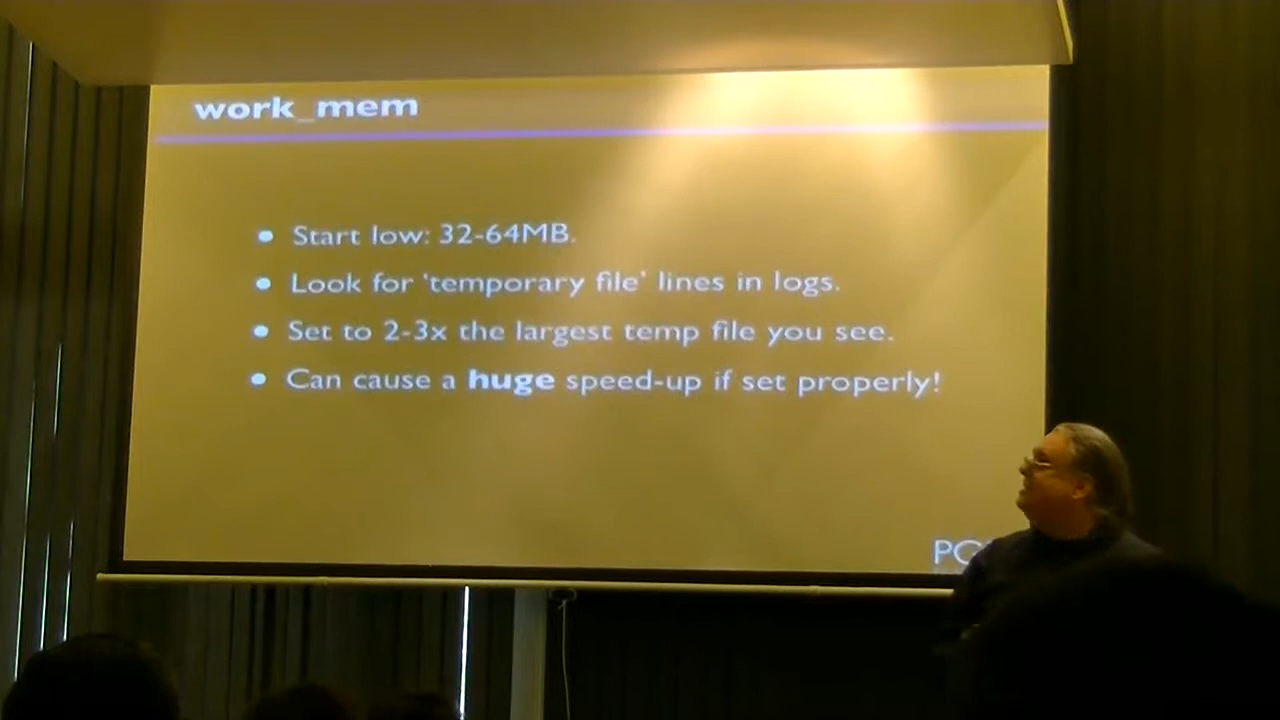 work_mem
• Start low: 32-64MB.
• Look for 'temporary file' lines in logs.
• Set to 2-3x the largest temp file you see.
• Can cause a huge speed-up if set properly!